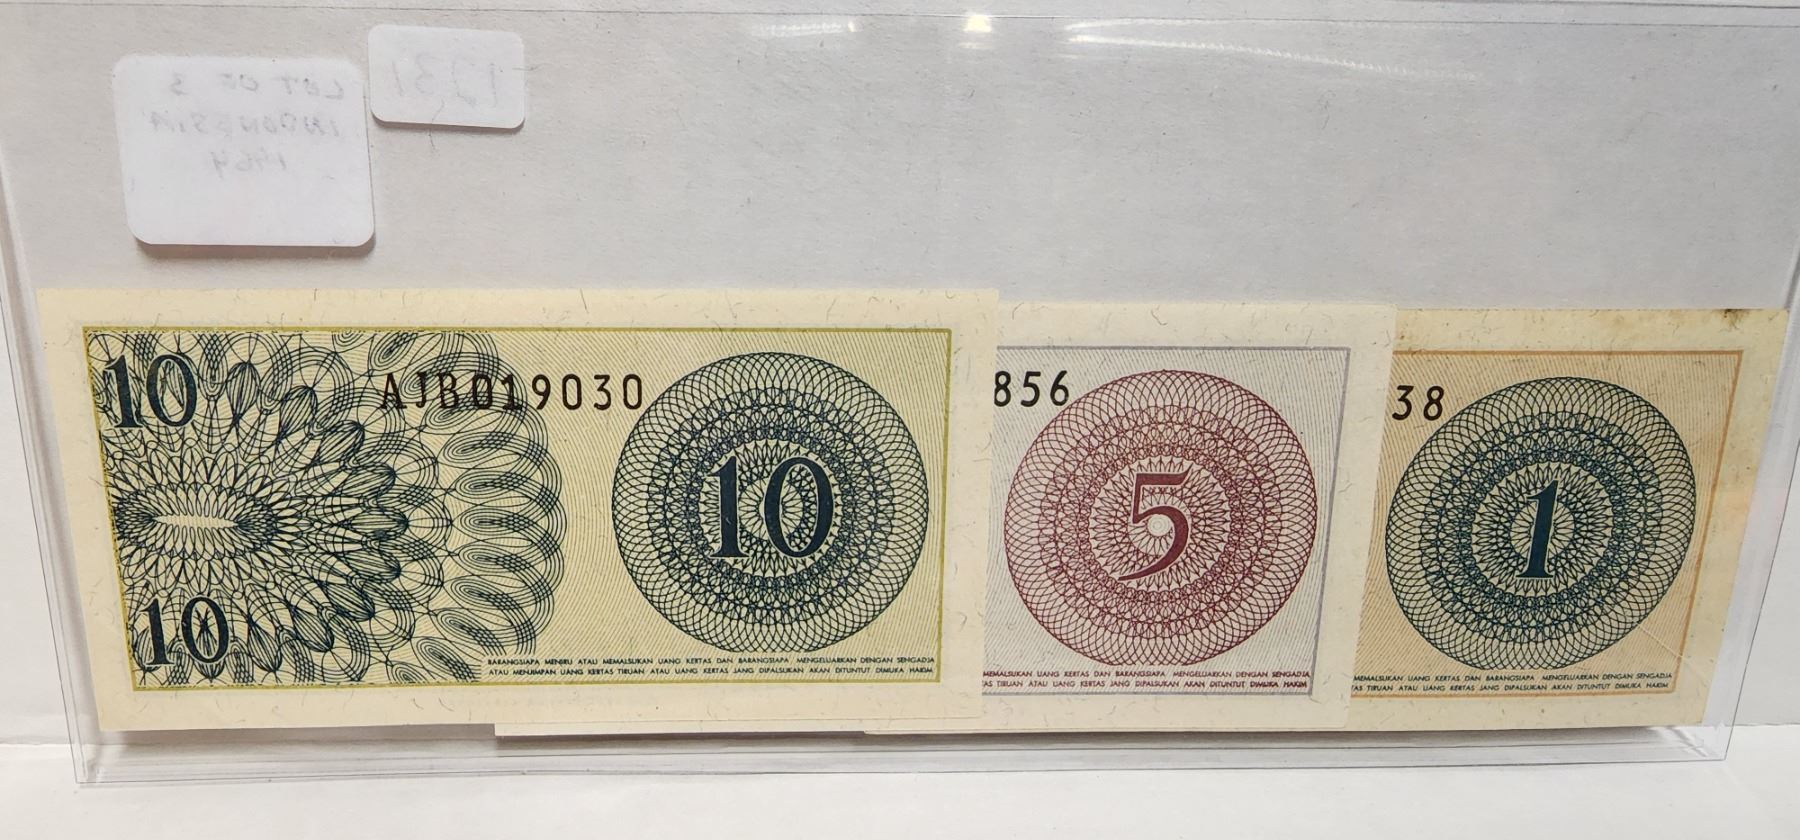 LOT OF 3
INDONESIA
1964
10
AJB019030
10
10
BARANGSIAPA MENIRU ATAU MEMALSUKAN UANG KERTAS DAN BARANGSIAPA MENGELUARKAN DENGAN SENGADJA
ATAU MENJIMPAN UANG KERTAS TIRUAN ATAU UANG KERTAS JANG DIPALSUKAN AKAN DITUNTUT DIMUKA HAKIM.
856
5
MEMALSUKAN UANG KERTAS DAN BARANGSIAPA MENGELUARKAN DENGAN SENGADJA
TIRUAN ATAU UANG KERTAS JANG DIPALSUKAN AKAN DITUNTUT DIMUKA HAKIM
38
1
MEMALSUKAN UANG KERTAS DAN BARANGSIAPA MENGELUARKAN DENGAN SENGADJA
TIRUAN ATAU UANG KERTAS JANG DIPALSUKAN AKAN DITUNTUT DIMUKA HAKIM.